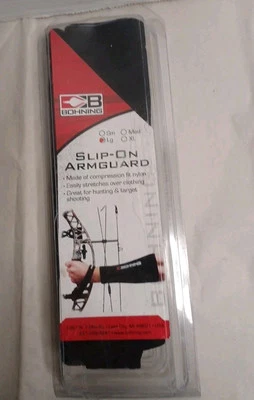 BOHNING
Sm Med
Lg XL
SLIP-ON
ARMGUARD
• Made of compression & nylon
• Easily stretches over clothing
• Great for hunting & target
shooting
BOHNING